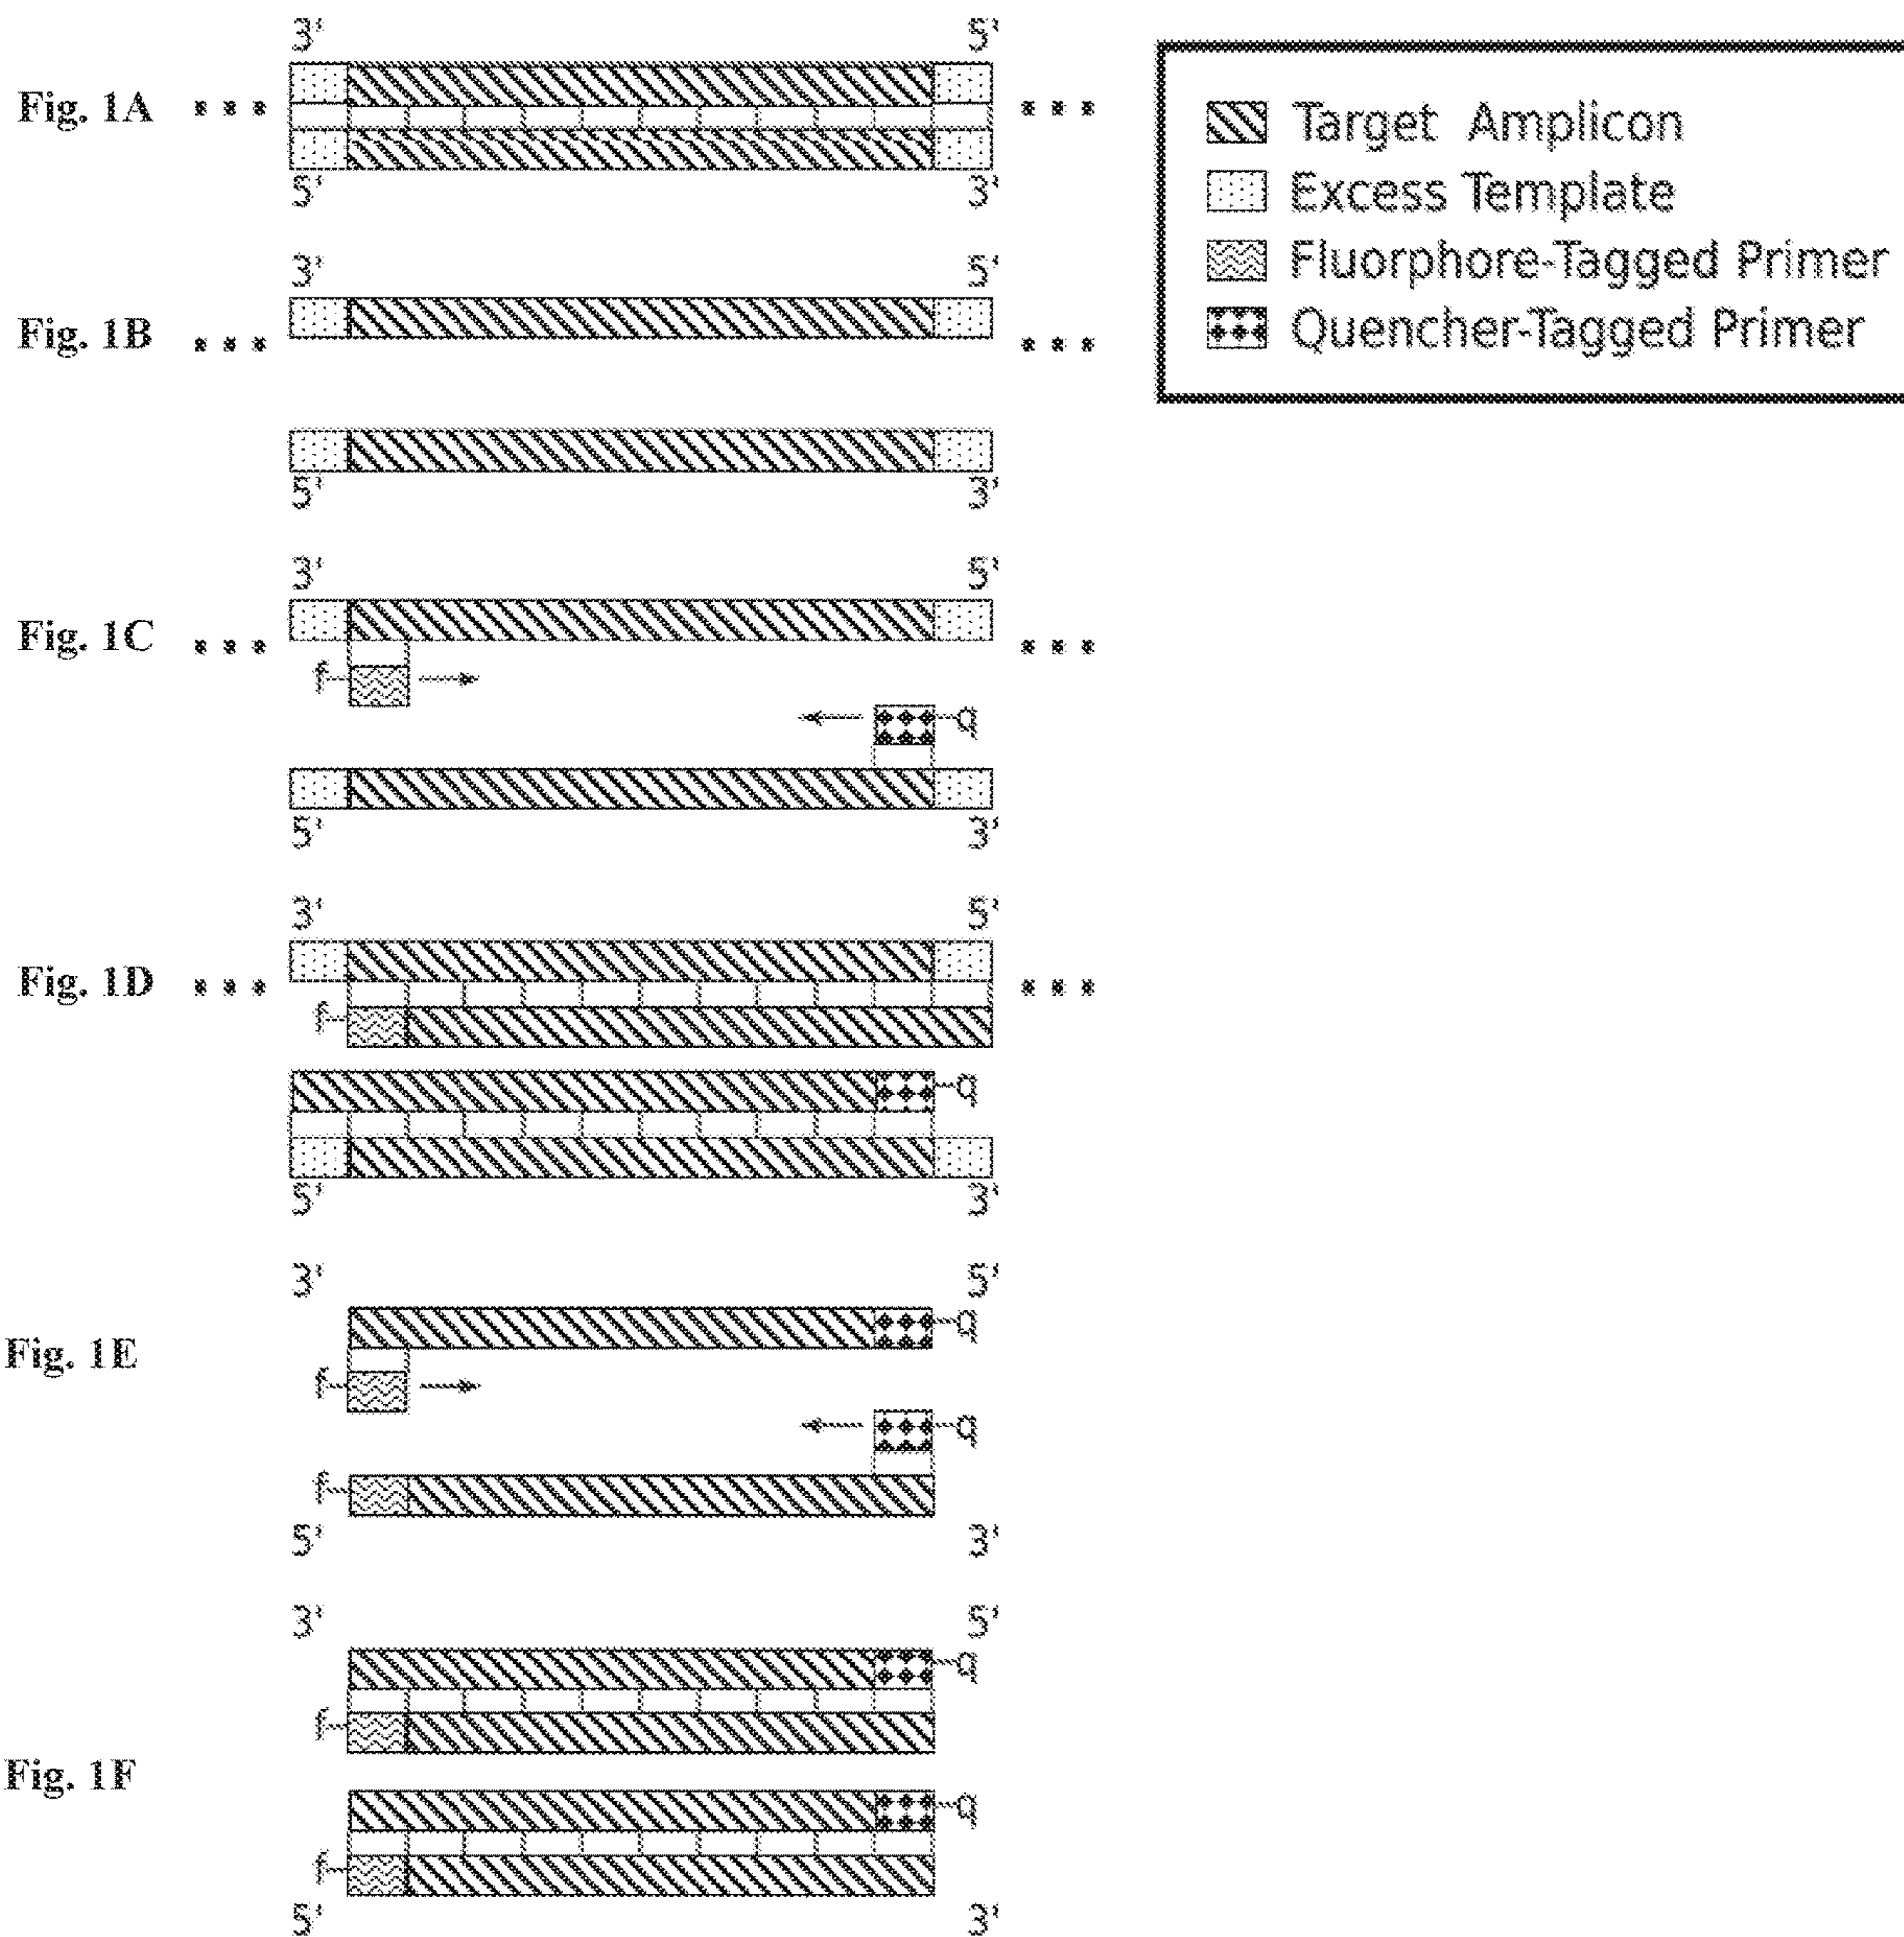 3' 5'
Fig. 1A
5' 3'
Target Amplicon
Excess Template
Fluorphore-Tagged Primer
Quencher-Tagged Primer
3' 5'
Fig. 1B
5' 3'
3' 5'
Fig. 1C
f
q
5' 3'
3' 5'
Fig. 1D
f
q
5' 3'
3' 5'
q
Fig. 1E
f
q
f
5' 3'
3' 5'
q
f
Fig. 1F
q
f
5' 3'